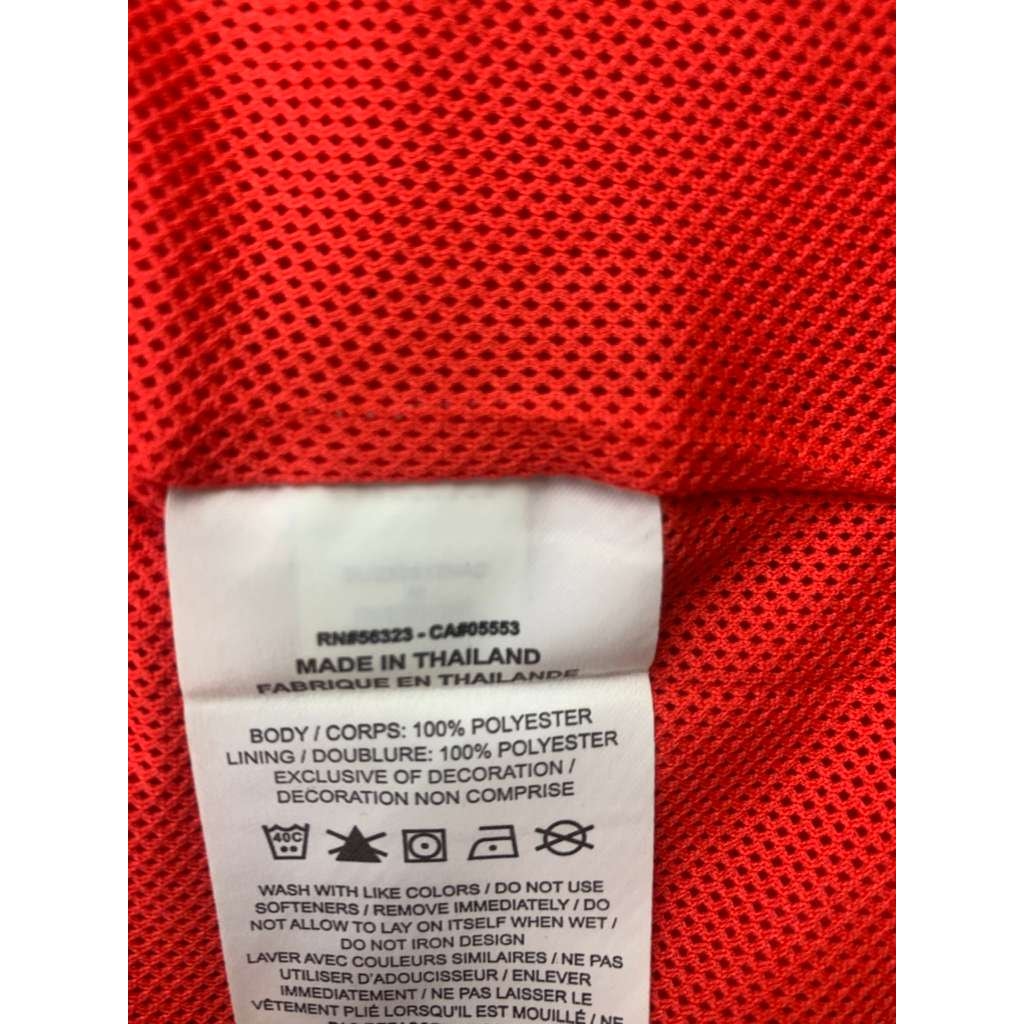 RN#56323 - CA#05553
MADE IN THAILAND
FABRIQUE EN THAILANDE
BODY / CORPS: 100% POLYESTER
LINING / DOUBLURE: 100% POLYESTER
EXCLUSIVE OF DECORATION /
DECORATION NON COMPRISE
40C
WASH WITH LIKE COLORS / DO NOT USE
SOFTENERS / REMOVE IMMEDIATELY / DO
NOT ALLOW TO LAY ON ITSELF WHEN WET /
DO NOT IRON DESIGN
LAVER AVEC COULEURS SIMILAIRES / NE PAS
UTILISER D'ADOUCISSEUR / ENLEVER
IMMEDIATEMENT / NE PAS LAISSER LE
VÊTEMENT PLIÉ LORSQU'IL EST MOUILLÉ / NE